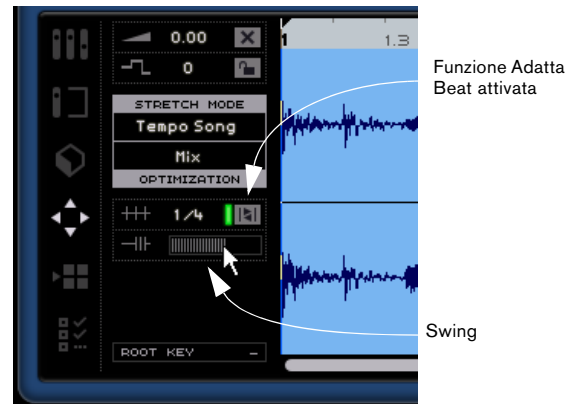 0.00
1
1.3
0
Funzione Adatta
Beat attivata
STRETCH MODE
Tempo Song
Mix
OPTIMIZATION
1/4
Swing
ROOT KEY –